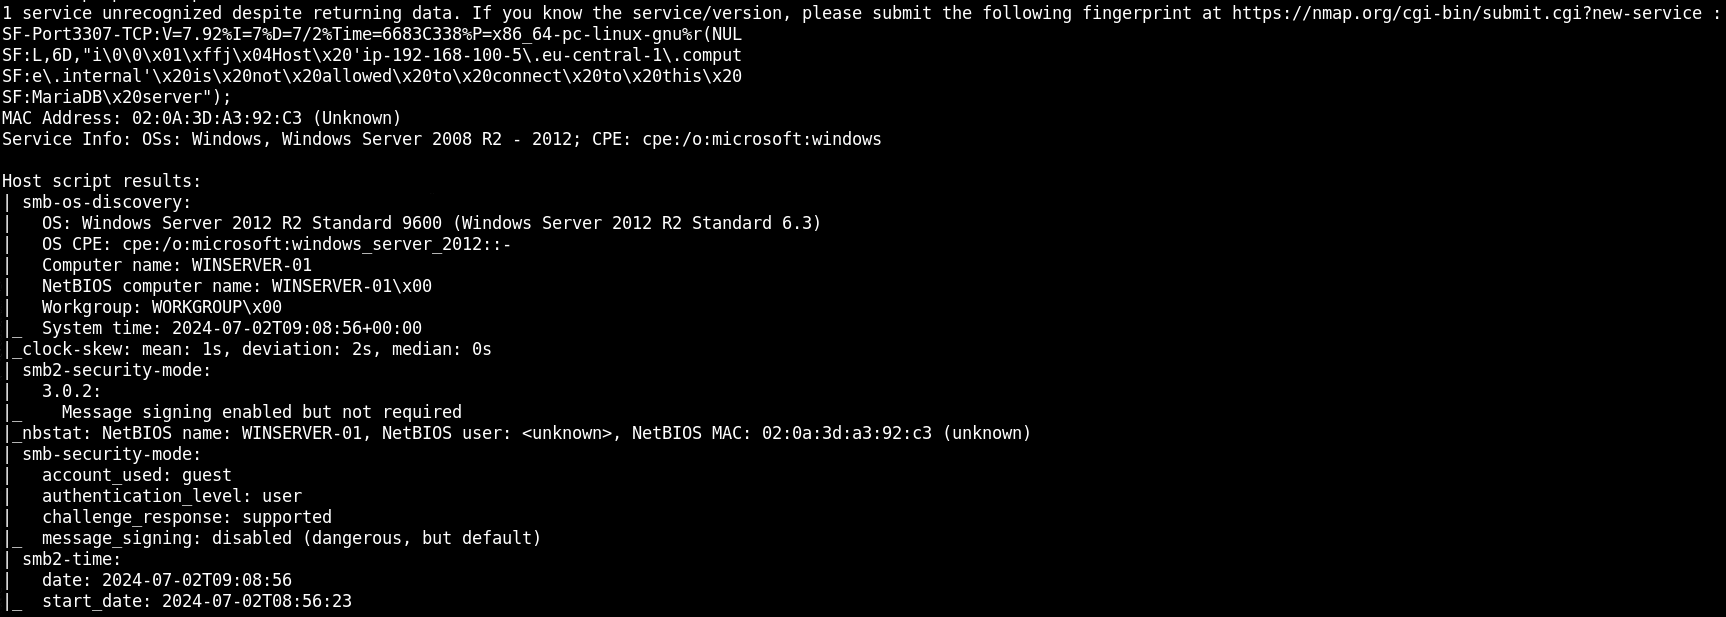 1 service unrecognized despite returning data. If you know the service/version, please submit the following fingerprint at https://nmap.org/cgi-bin/submit.cgi?new-service :
SF-Port3307-TCP:V=7.92%I=7%D=7/2%Time=6683C338%P=x86_64-pc-linux-gnu%r(NUL
SF:L,6D,"i\0\0\x01\xffj\x04Host\x20'ip-192-168-100-5\.eu-central-1\.comput
SF:e\.internal'\x20is\x20not\x20allowed\x20to\x20connect\x20to\x20this\x20
SF:MariaDB\x20server");
MAC Address: 02:0A:3D:A3:92:C3 (Unknown)
Service Info: OSs: Windows, Windows Server 2008 R2 - 2012; CPE: cpe:/o:microsoft:windows

Host script results:
| smb-os-discovery:
|   OS: Windows Server 2012 R2 Standard 9600 (Windows Server 2012 R2 Standard 6.3)
|   OS CPE: cpe:/o:microsoft:windows_server_2012::-
|   Computer name: WINSERVER-01
|   NetBIOS computer name: WINSERVER-01\x00
|   Workgroup: WORKGROUP\x00
|_  System time: 2024-07-02T09:08:56+00:00
|_clock-skew: mean: 1s, deviation: 2s, median: 0s
| smb2-security-mode:
|   3.0.2:
|_    Message signing enabled but not required
|_nbstat: NetBIOS name: WINSERVER-01, NetBIOS user: <unknown>, NetBIOS MAC: 02:0a:3d:a3:92:c3 (unknown)
| smb-security-mode:
|   account_used: guest
|   authentication_level: user
|   challenge_response: supported
|_  message_signing: disabled (dangerous, but default)
| smb2-time:
|   date: 2024-07-02T09:08:56
|_  start_date: 2024-07-02T08:56:23